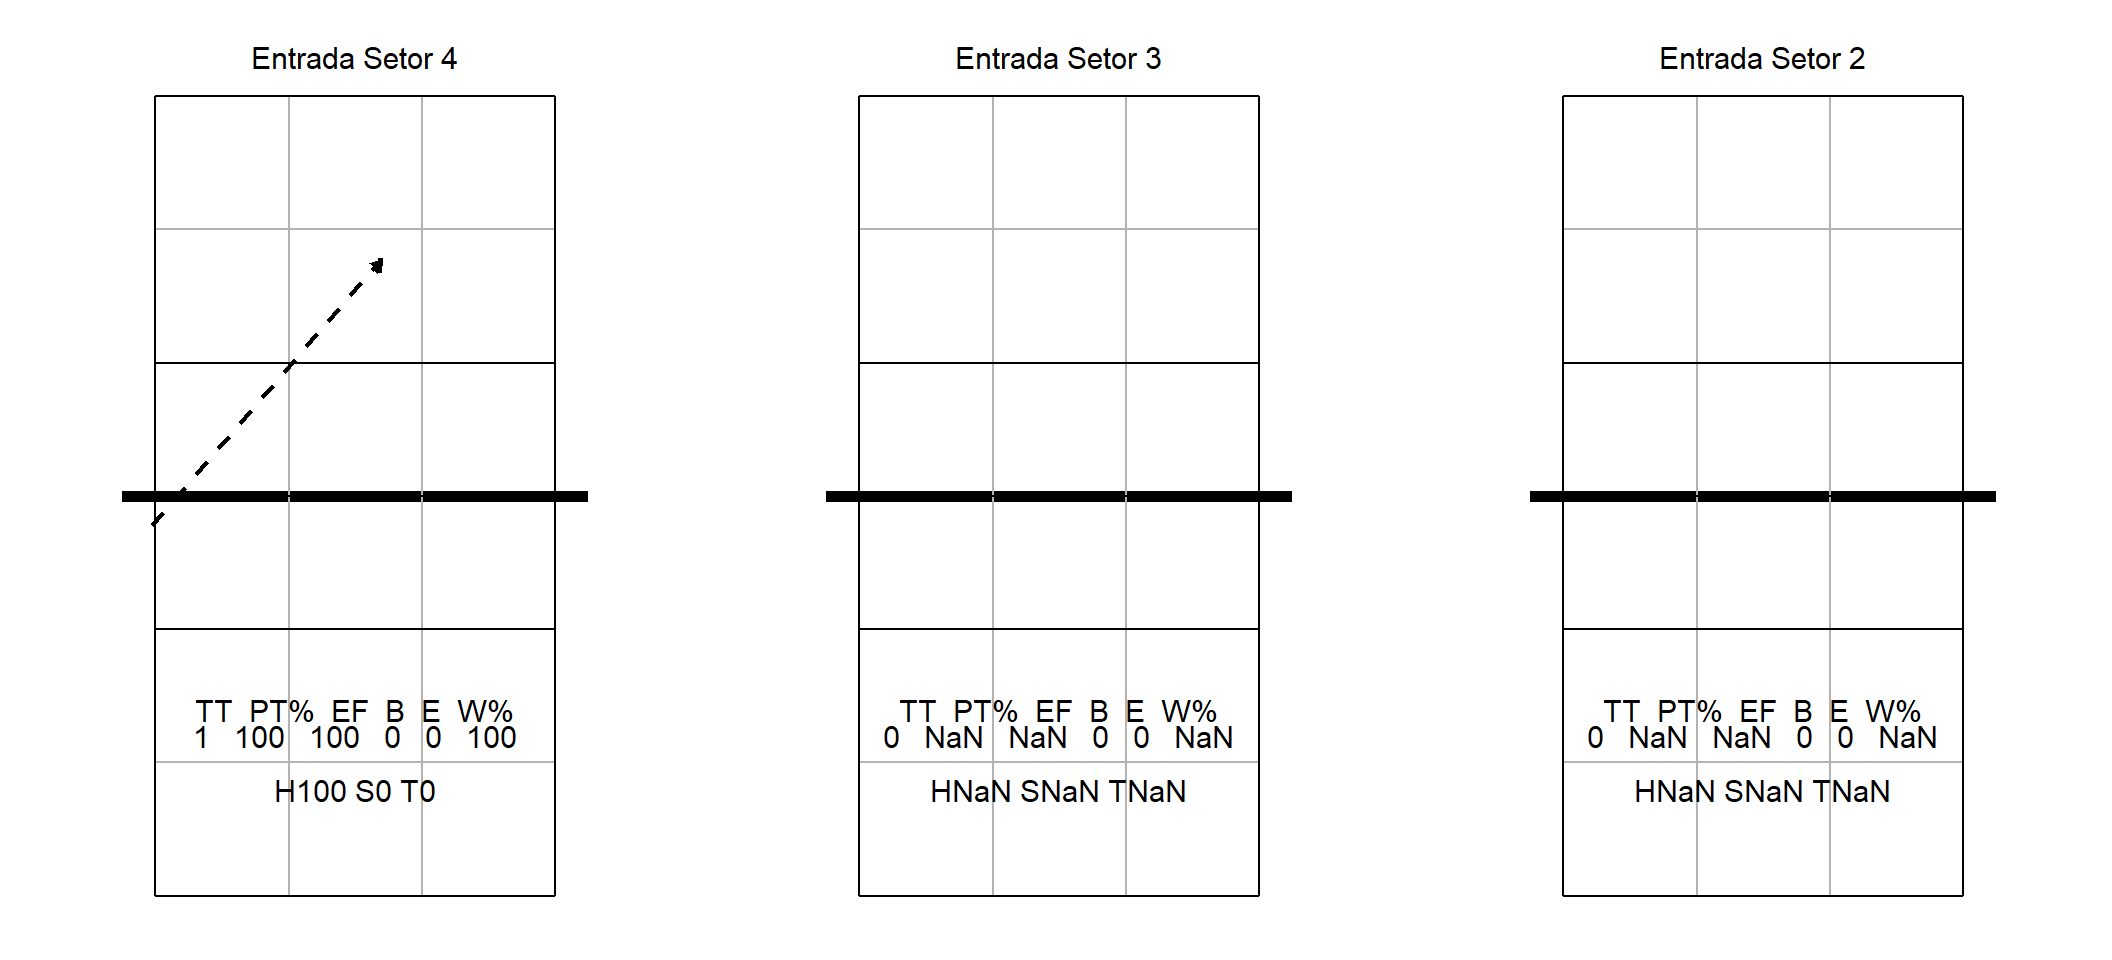 Entrada Setor 4
TT PT% EF B E W%
1 100 100 0 0 100
H100 S0 T0
Entrada Setor 3
TT PT% EF B E W%
0 NaN NaN 0 0 NaN
HNaN SNaN TNaN
Entrada Setor 2
TT PT% EF B E W%
0 NaN NaN 0 0 NaN
HNaN SNaN TNaN